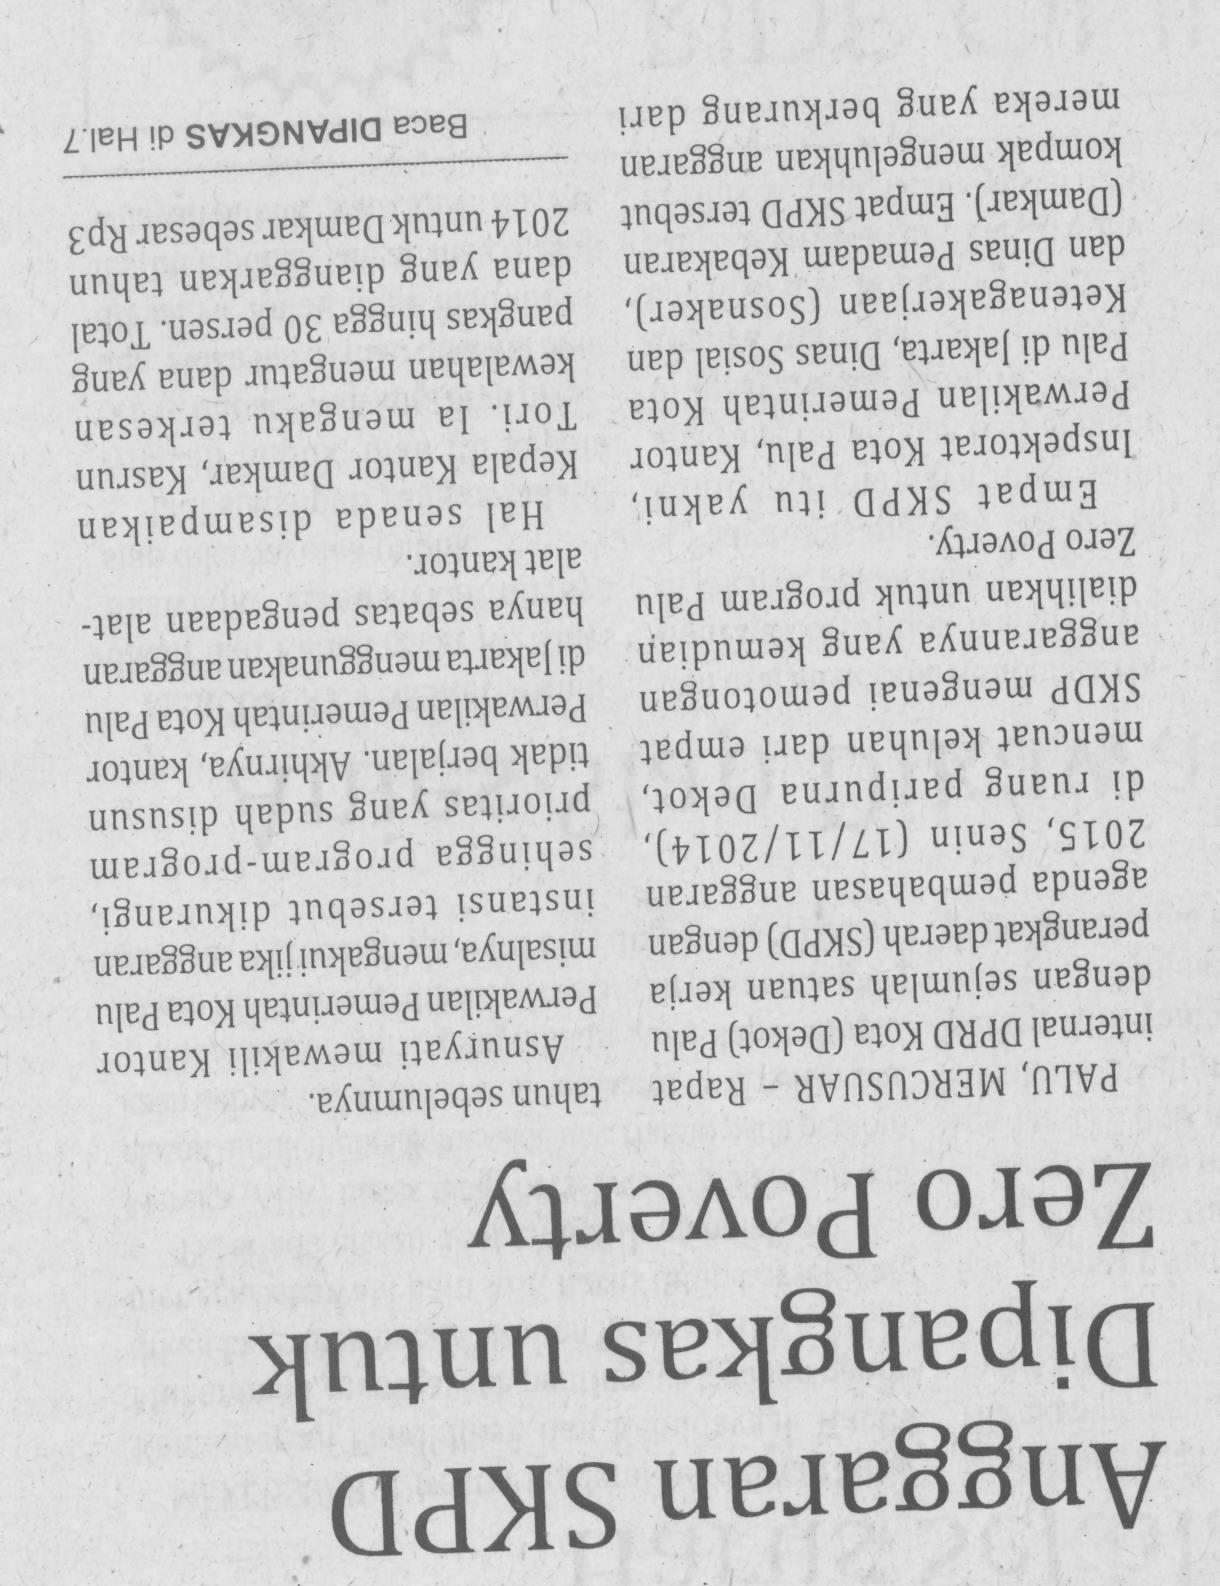 Anggaran SKPD
Dipangkas untuk
Zero Poverty
PALU, MERCUSUAR – Rapat
internal DPRD Kota (Dekot) Palu
dengan sejumlah satuan kerja
perangkat daerah (SKPD) dengan
agenda pembahasan anggaran
2015, Senin (17/11/2014),
di ruang paripurna Dekot,
mencuat keluhan dari empat
SKDP mengenai pemotongan
anggarannya yang kemudian
dialihkan untuk program Palu
Zero Poverty.
Empat SKPD itu yakni,
Inspektorat Kota Palu, Kantor
Perwakilan Pemerintah Kota
Palu di Jakarta, Dinas Sosial dan
Ketenagakerjaan (Sosnaker),
dan Dinas Pemadam Kebakaran
(Damkar). Empat SKPD tersebut
kompak mengeluhkan anggaran
mereka yang berkurang dari
tahun sebelumnya.
Asnuryati mewakili Kantor
Perwakilan Pemerintah Kota Palu
misalnya, mengakui jika anggaran
instansi tersebut dikurangi,
sehingga program-program
prioritas yang sudah disusun
tidak berjalan. Akhirnya, kantor
Perwakilan Pemerintah Kota Palu
di Jakarta menggunakan anggaran
hanya sebatas pengadaan alat-
alat kantor.
Hal senada disampaikan
Kepala Kantor Damkar, Kasrun
Tori. Ia mengaku terkesan
kewalahan mengatur dana yang
pangkas hingga 30 persen. Total
dana yang dianggarkan tahun
2014 untuk Damkar sebesar Rp3
Baca DIPANGKAS di Hal.7